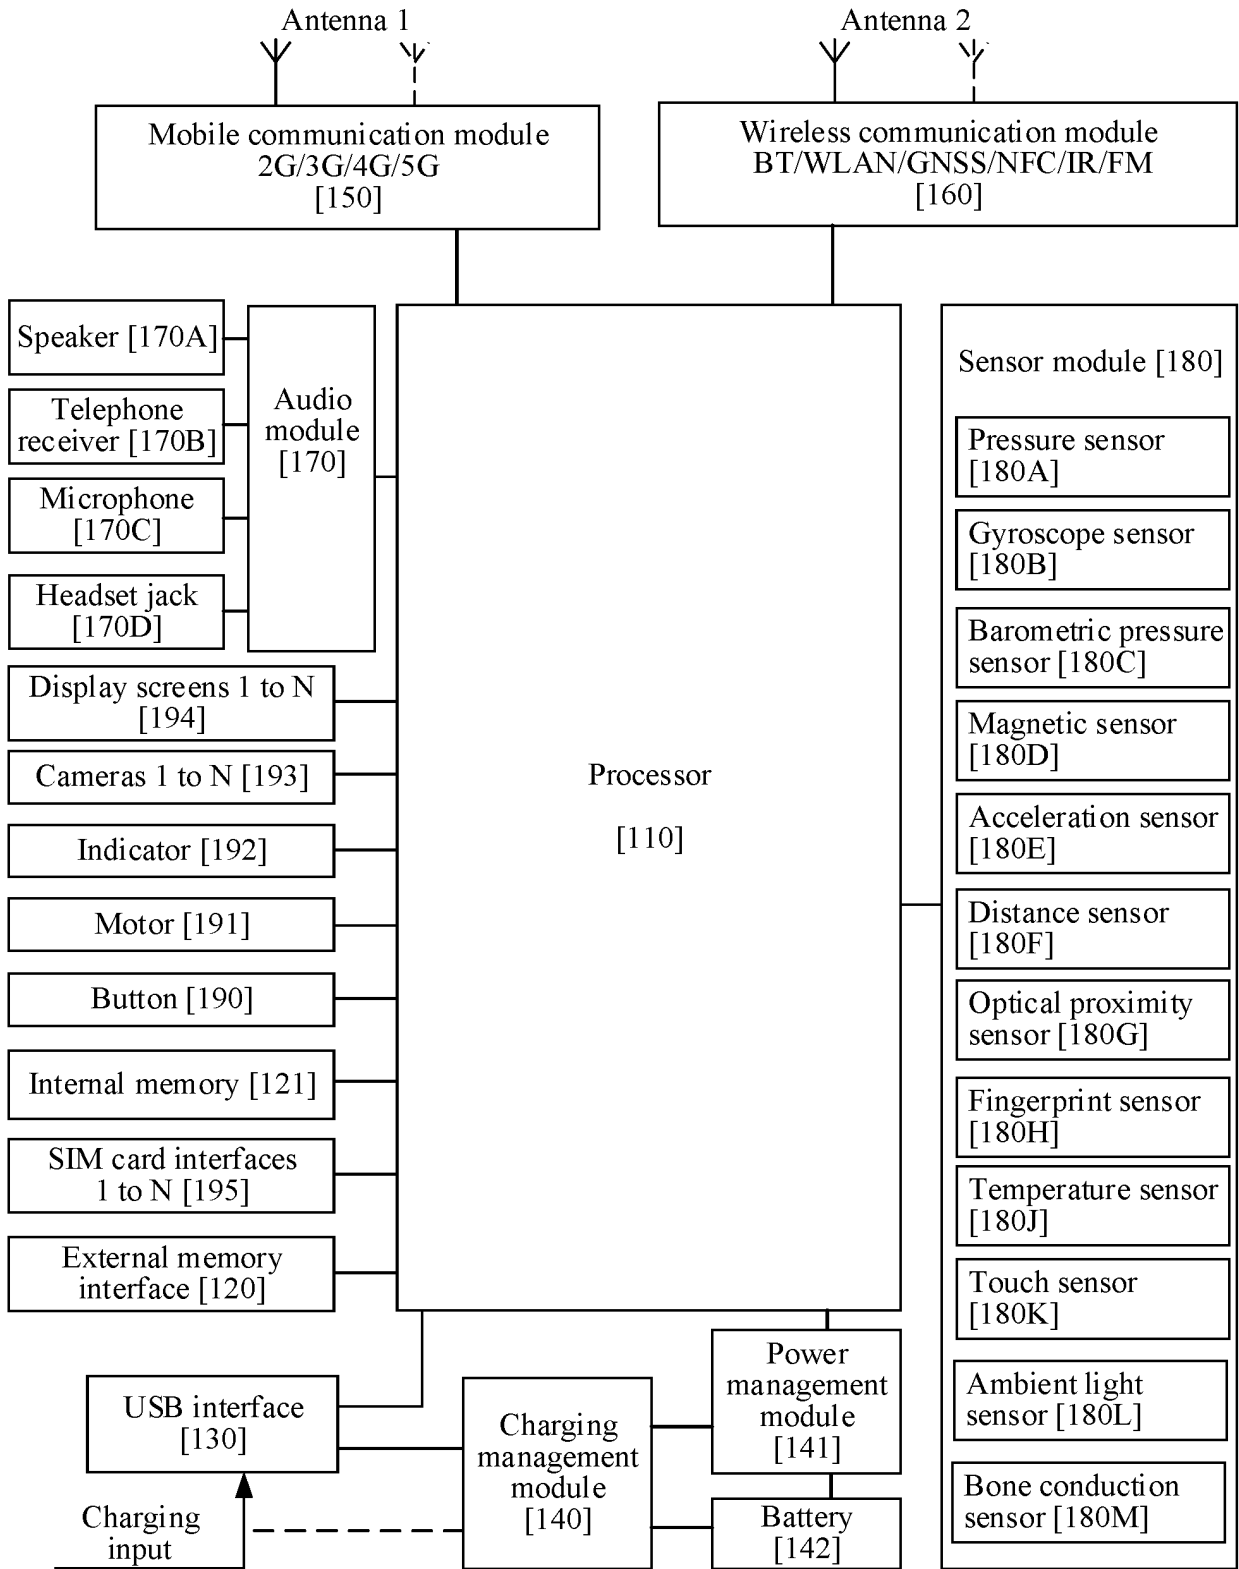 Antenna 1
Antenna 2
Mobile communication module
2G/3G/4G/5G
[150]
Wireless communication module
BT/WLAN/GNSS/NFC/IR/FM
[160]
Speaker [170A]
Telephone
receiver [170B]
Microphone
[170C]
Headset jack
[170D]
Audio
module
[170]
Display screens 1 to N
[194]
Cameras 1 to N [193]
Indicator [192]
Motor [191]
Button [190]
Internal memory [121]
SIM card interfaces
1 to N [195]
External memory
interface [120]
Processor
[110]
Sensor module [180]
Pressure sensor
[180A]
Gyroscope sensor
[180B]
Barometric pressure
sensor [180C]
Magnetic sensor
[180D]
Acceleration sensor
[180E]
Distance sensor
[180F]
Optical proximity
sensor [180G]
Fingerprint sensor
[180H]
Temperature sensor
[180J]
Touch sensor
[180K]
Ambient light
sensor [180L]
Bone conduction
sensor [180M]
USB interface
[130]
Charging
input
Charging
management
module
[140]
Power
management
module
[141]
Battery
[142]